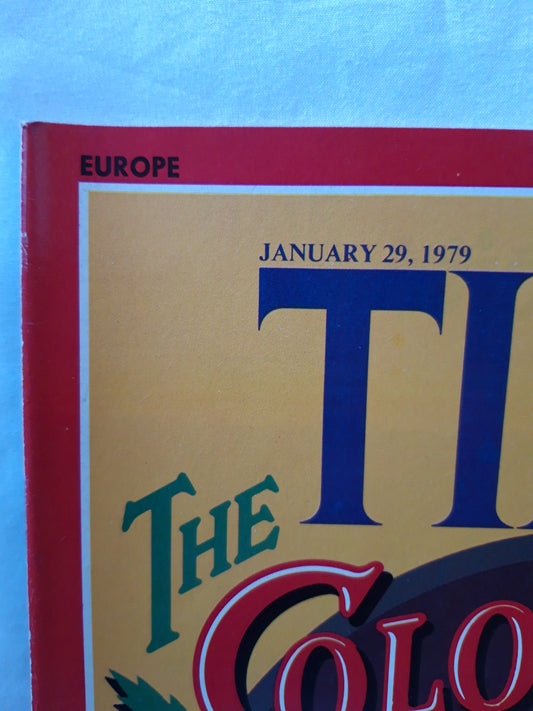 EUROPE
JANUARY 29, 1979
TI
THE
COLO